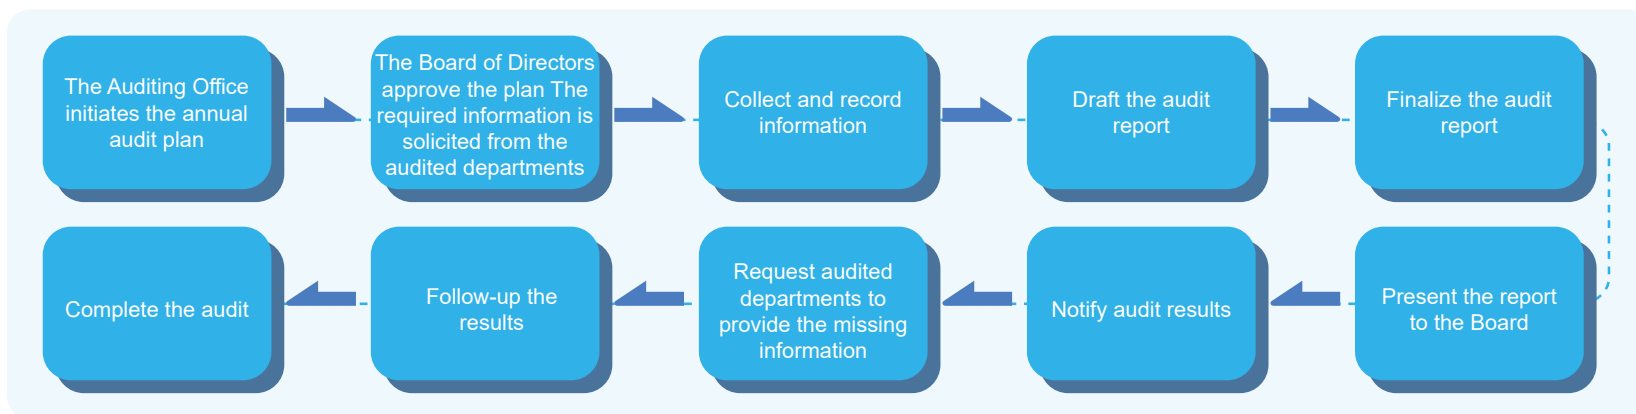 The Auditing Office
initiates the annual
audit plan
The Board of Directors
approve the plan The
required information is
solicited from the
audited departments
Collect and record
information
Draft the audit
report
Finalize the audit
report
Present the report
to the Board
Notify audit results
Request audited
departments to
provide the missing
information
Follow-up the
results
Complete the audit